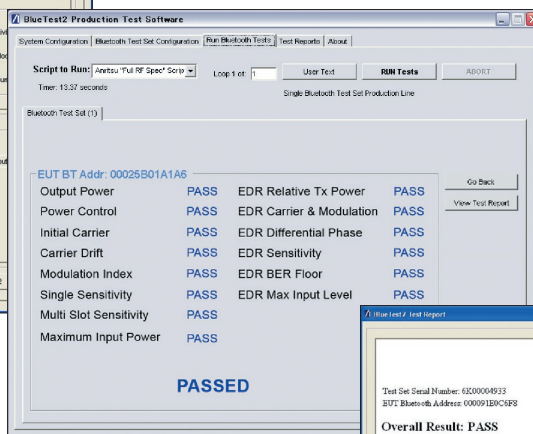 BlueTest2 Production Test Software
System Configuration Bluetooth Test Set Configuration Run Bluetooth Tests Test Reports About
Script to Run: Anritsu "Full RF Spec" Scrip Loop 1 of: 1 User Text RUN Tests ABORT
Timer: 13.37 seconds
Single Bluetooth Test Set Production Line
Bluetooth Test Set (1)
EUT BT Addr: 00025B01A1A6
Output Power PASS EDR Relative Tx Power PASS
Power Control PASS EDR Carrier & Modulation PASS
Initial Carrier PASS EDR Differential Phase PASS
Carrier Drift PASS EDR Sensitivity PASS
Modulation Index PASS EDR BER Floor PASS
Single Sensitivity PASS EDR Max Input Level PASS
Multi Slot Sensitivity PASS
Maximum Input Power PASS
PASSED
Go Back
View Test Report
BlueTest2 Test Report
Test Set Serial Number: 6K00004933
EUT Bluetooth Address: 000091E0C6F8
Overall Result: PASS